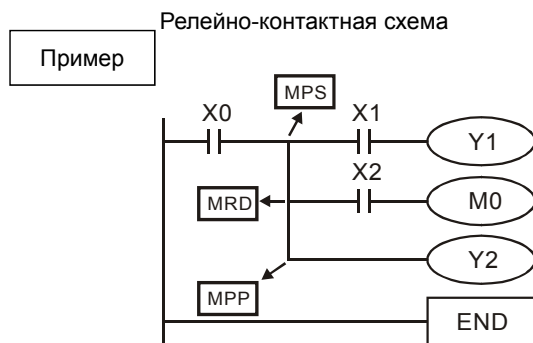 Релейно-контактная схема
Пример
MPS
X0
X1
Y1
X2
MRD
M0
Y2
MPP
END